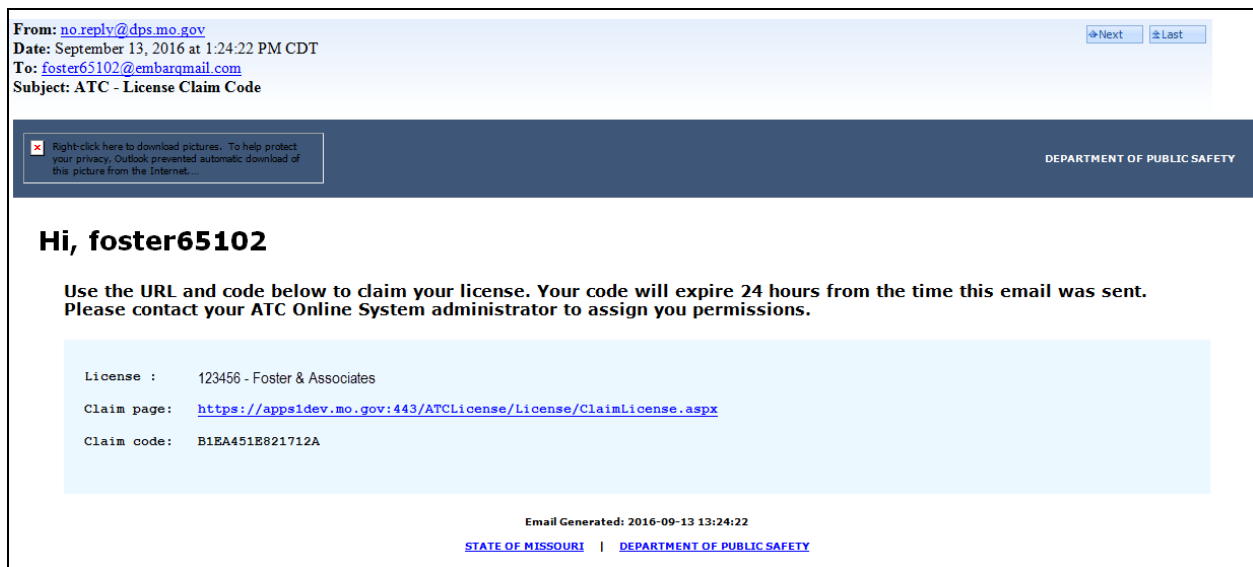 From: no.reply@dps.mo.gov
Next Last
Date: September 13, 2016 at 1:24:22 PM CDT
To: foster65102@embarqmail.com
Subject: ATC - License Claim Code
Right-click here to download pictures. To help protect
your privacy, Outlook prevented automatic download of
this picture from the Internet....
DEPARTMENT OF PUBLIC SAFETY
Hi, foster65102
Use the URL and code below to claim your license. Your code will expire 24 hours from the time this email was sent.
Please contact your ATC Online System administrator to assign you permissions.
License : 123456 - Foster & Associates
Claim page: https://apps1dev.mo.gov:443/ATCLicense/License/ClaimLicense.aspx
Claim code: B1EA451E821712A
Email Generated: 2016-09-13 13:24:22
STATE OF MISSOURI | DEPARTMENT OF PUBLIC SAFETY